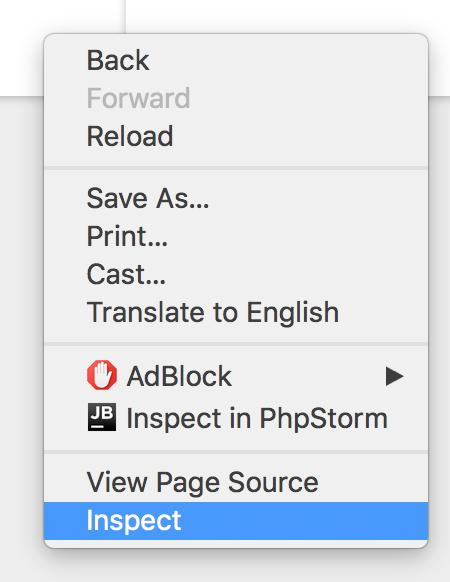 Back
Forward
Reload
Save As...
Print...
Cast...
Translate to English
AdBlock
JB Inspect in PhpStorm
View Page Source
Inspect